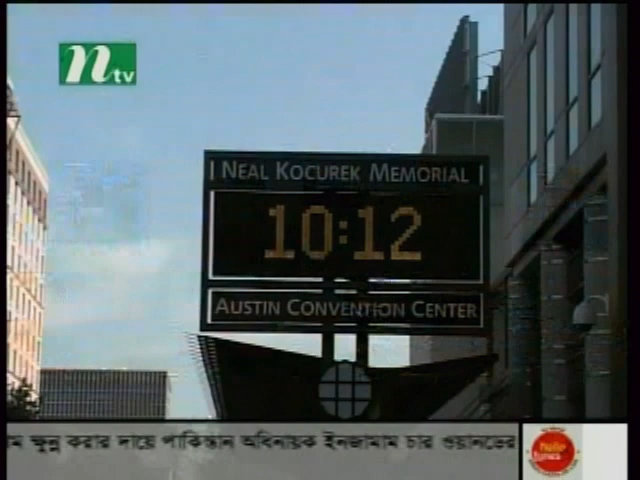 ntv
NEAL KOCUREK MEMORIAL
10:12
AUSTIN CONVENTION CENTER
ম ক্ষুন্ন করার দায়ে পাকিস্তান অধিনায়ক ইনজামাম চার ওয়ানডের